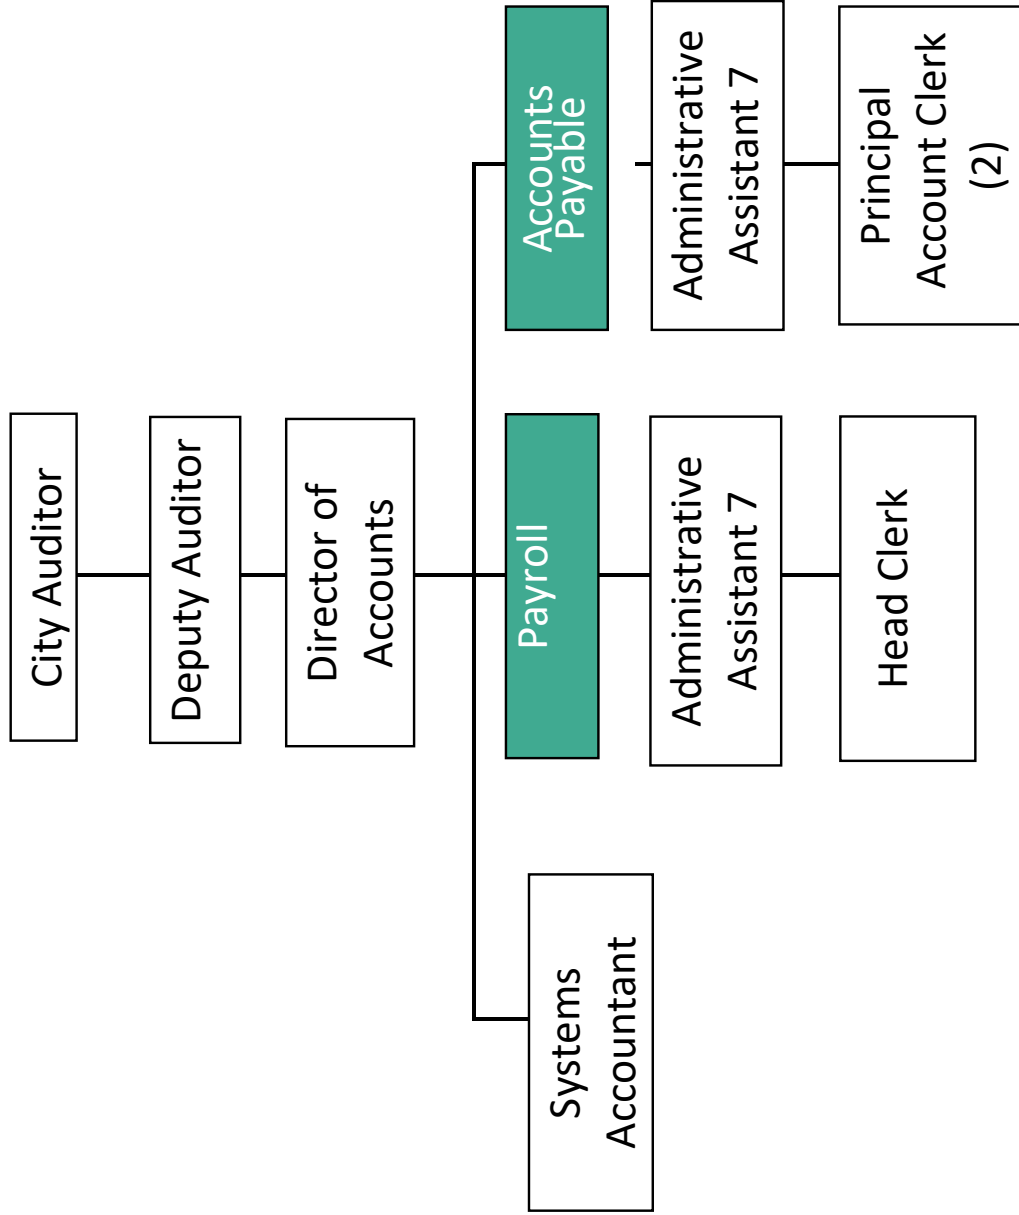 City Auditor
Deputy Auditor
Director of
Accounts
Systems
Accountant
Payroll
Administrative
Assistant 7
Head Clerk
Accounts
Payable
Administrative
Assistant 7
Principal
Account Clerk
(2)